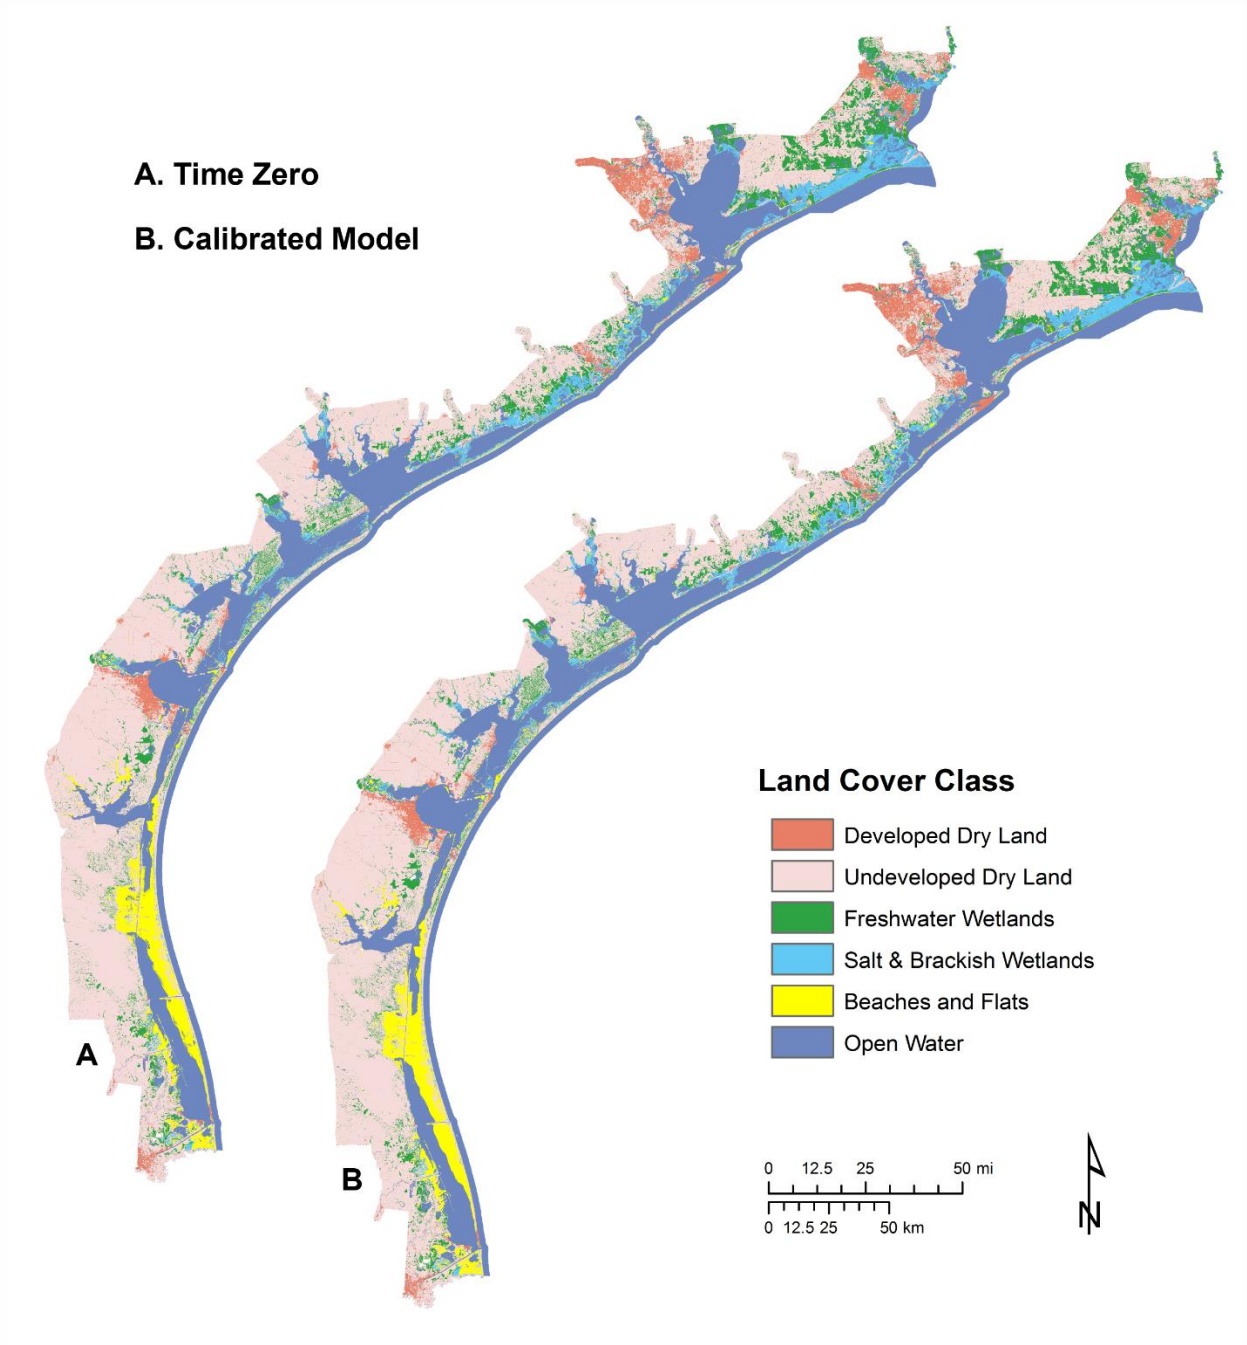 A. Time Zero
B. Calibrated Model
Land Cover Class
Developed Dry Land
Undeveloped Dry Land
Freshwater Wetlands
Salt & Brackish Wetlands
Beaches and Flats
Open Water
A
B
0 12.5 25 50 mi
0 12.5 25 50 km
N